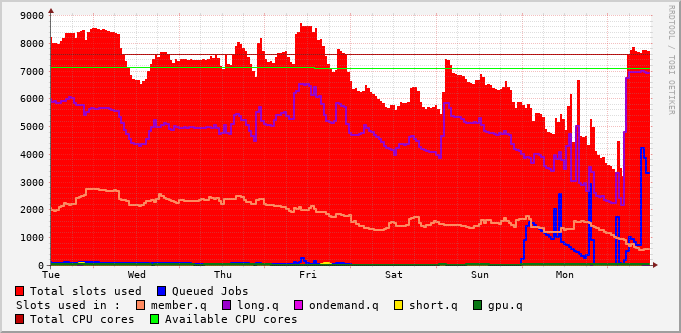 9000
8000
7000
6000
5000
4000
3000
2000
1000
0
Tue Wed Thu Fri Sat Sun Mon
RRDTOOL / TOBI OETIKER
Total slots used Queued Jobs
Slots used in : member.q long.q ondemand.q short.q gpu.q
Total CPU cores Available CPU cores